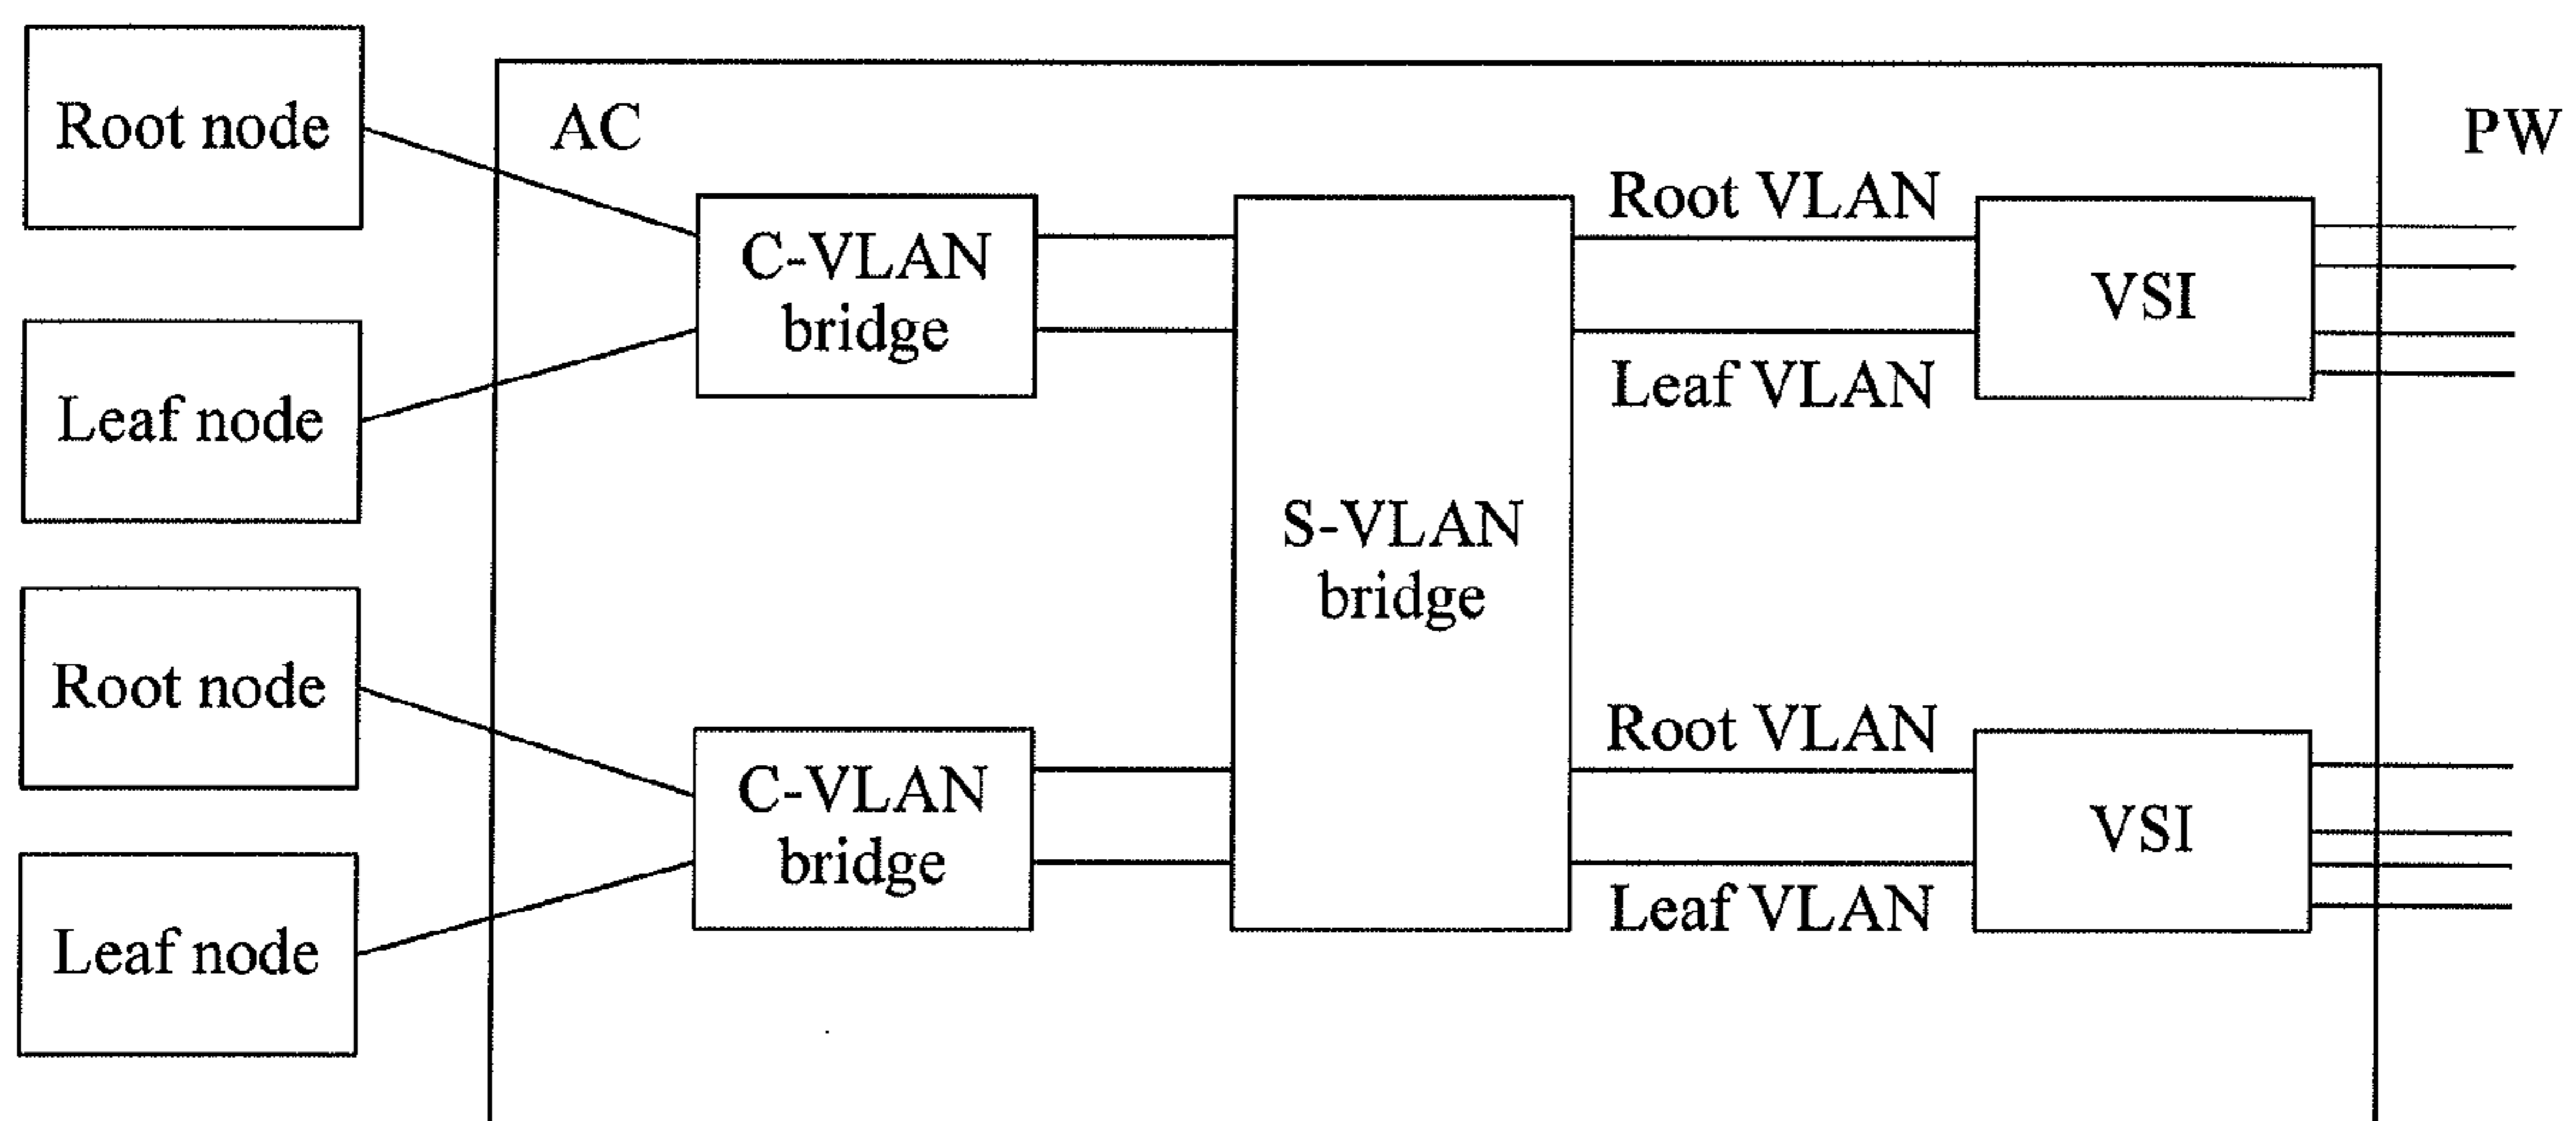 Root node
AC
PW
C-VLAN
bridge
Root VLAN
VSI
Leaf VLAN
Leaf node
S-VLAN
bridge
Root node
C-VLAN
bridge
Root VLAN
VSI
Leaf VLAN
Leaf node